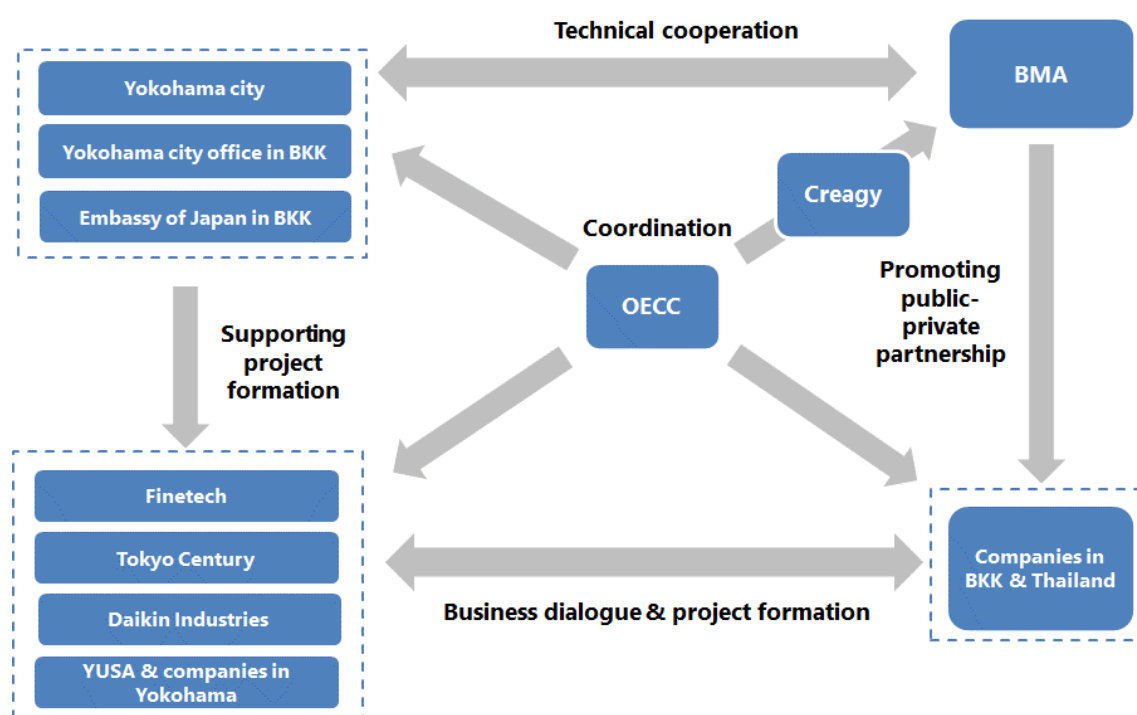 Technical cooperation
Yokohama city
Yokohama city office in BKK
Embassy of Japan in BKK
BMA
Creagy
Coordination
OECC
Supporting
project
formation
Promoting
public-
private
partnership
Finetech
Tokyo Century
Daikin Industries
YUSA & companies in
Yokohama
Business dialogue & project formation
Companies in
BKK & Thailand